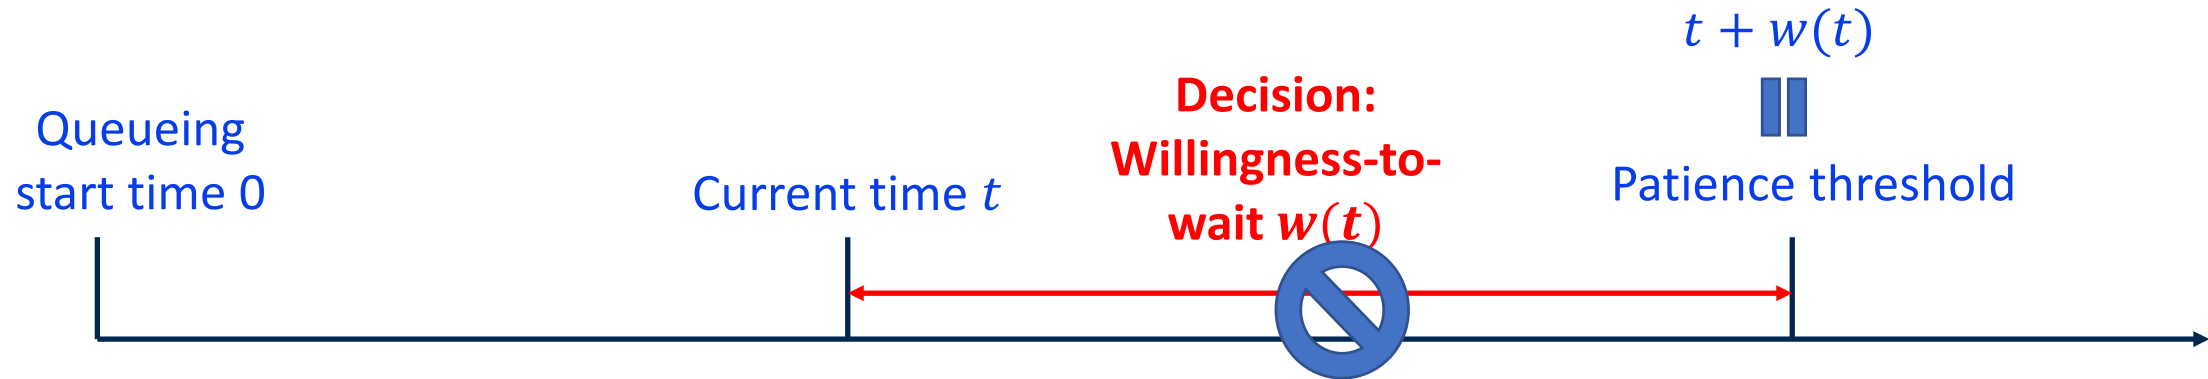 Queueing
start time 0
Current time t
Decision:
Willingness-to-
wait w(t)
t + w(t)
Patience threshold